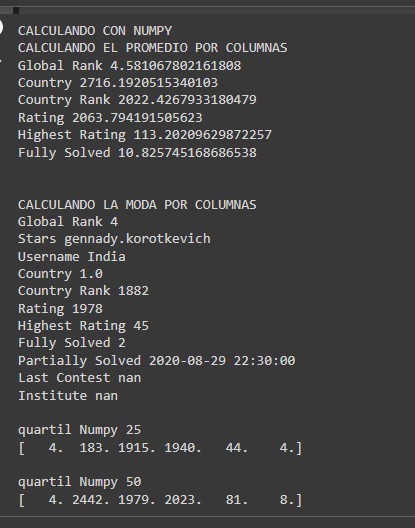 CALCULANDO CON NUMPY
CALCULANDO EL PROMEDIO POR COLUMNAS
Global Rank 4.581067802161808
Country 2716.1920515340103
Country Rank 2022.4267933180479
Rating 2063.794191505623
Highest Rating 113.20209629872257
Fully Solved 10.825745168686538
CALCULANDO LA MODA POR COLUMNAS
Global Rank 4
Stars gennady.korotkevich
Username India
Country 1.0
Country Rank 1882
Rating 1978
Highest Rating 45
Fully Solved 2
Partially Solved 2020-08-29 22:30:00
Last Contest nan
Institute nan
quartil Numpy 25
[   4.  183. 1915. 1940.   44.    4.]
quartil Numpy 50
[   4. 2442. 1979. 2023.   81.    8.]